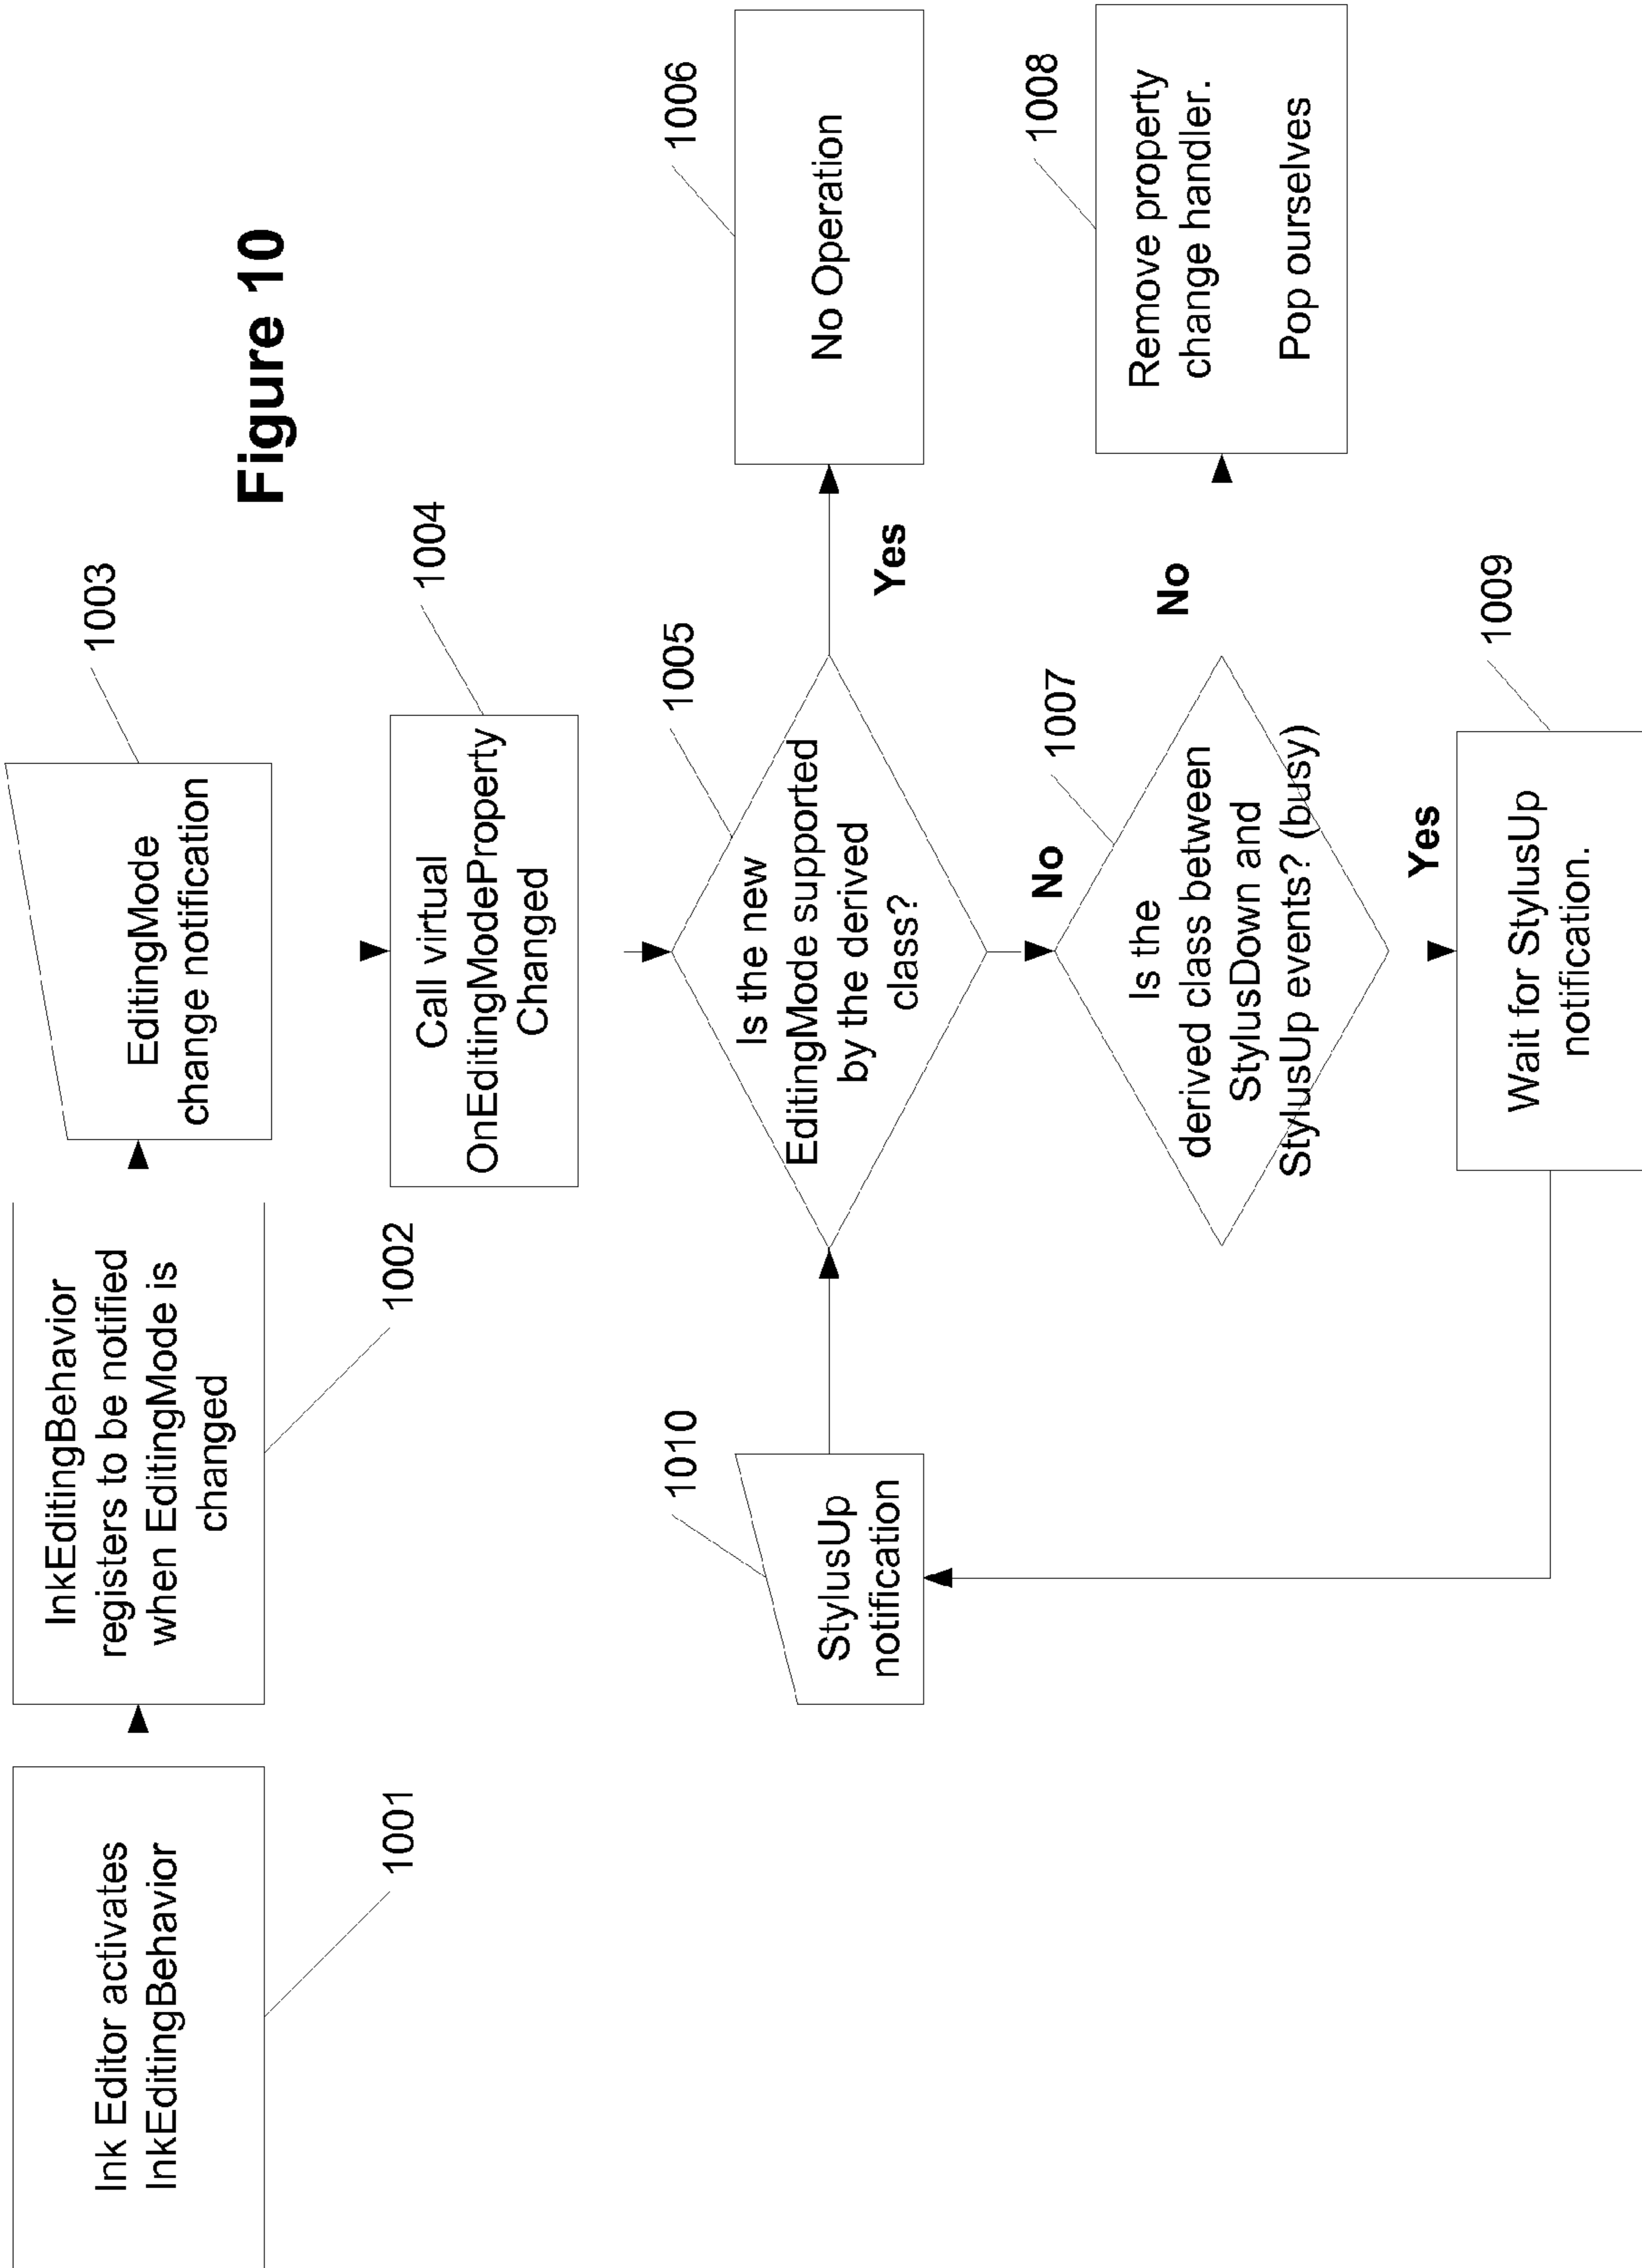 Figure 10
Ink Editor activates
InkEditingBehavior
1001
InkEditingBehavior
registers to be notified
when EditingMode is
changed
1002
EditingMode
change notification
1003
Call virtual
OnEditingModeProperty
Changed
1004
Is the new
EditingMode supported
by the derived
class?
1005
Yes
No Operation
1006
No
Is the
derived class between
StylusDown and
StylusUp events? (busy)
1007
No
Remove property
change handler.
Pop ourselves
1008
Yes
Wait for StylusUp
notification.
1009
StylusUp
notification
1010